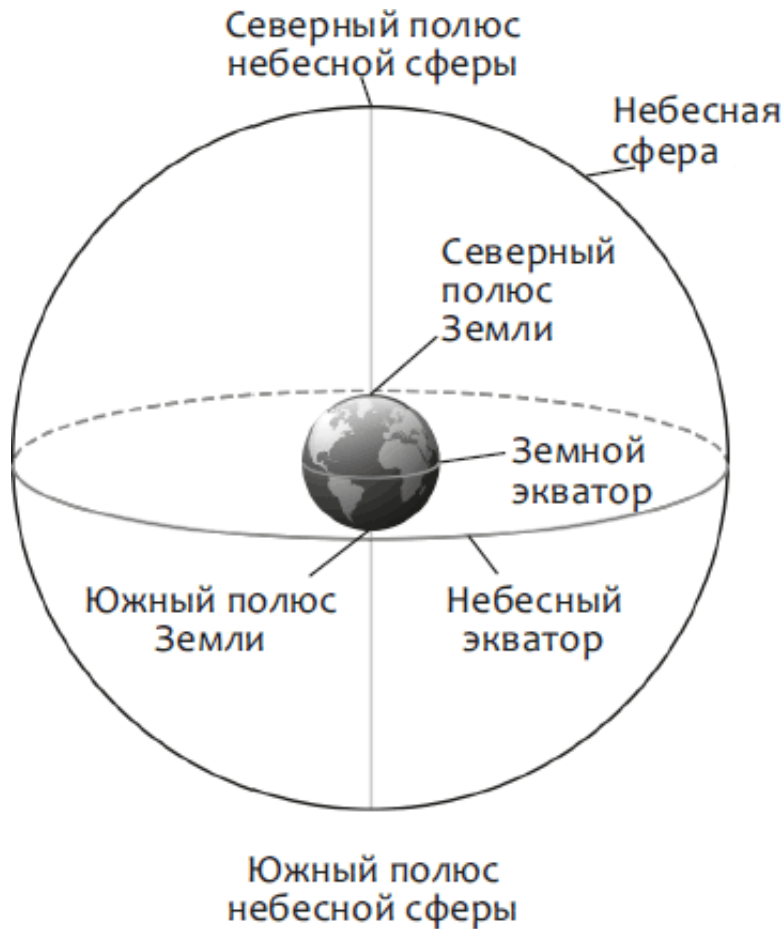 Северный полюс
небесной сферы
Небесная
сфера
Северный
полюс
Земли
Земной
экватор
Южный полюс
Земли
Небесный
экватор
Южный полюс
небесной сферы